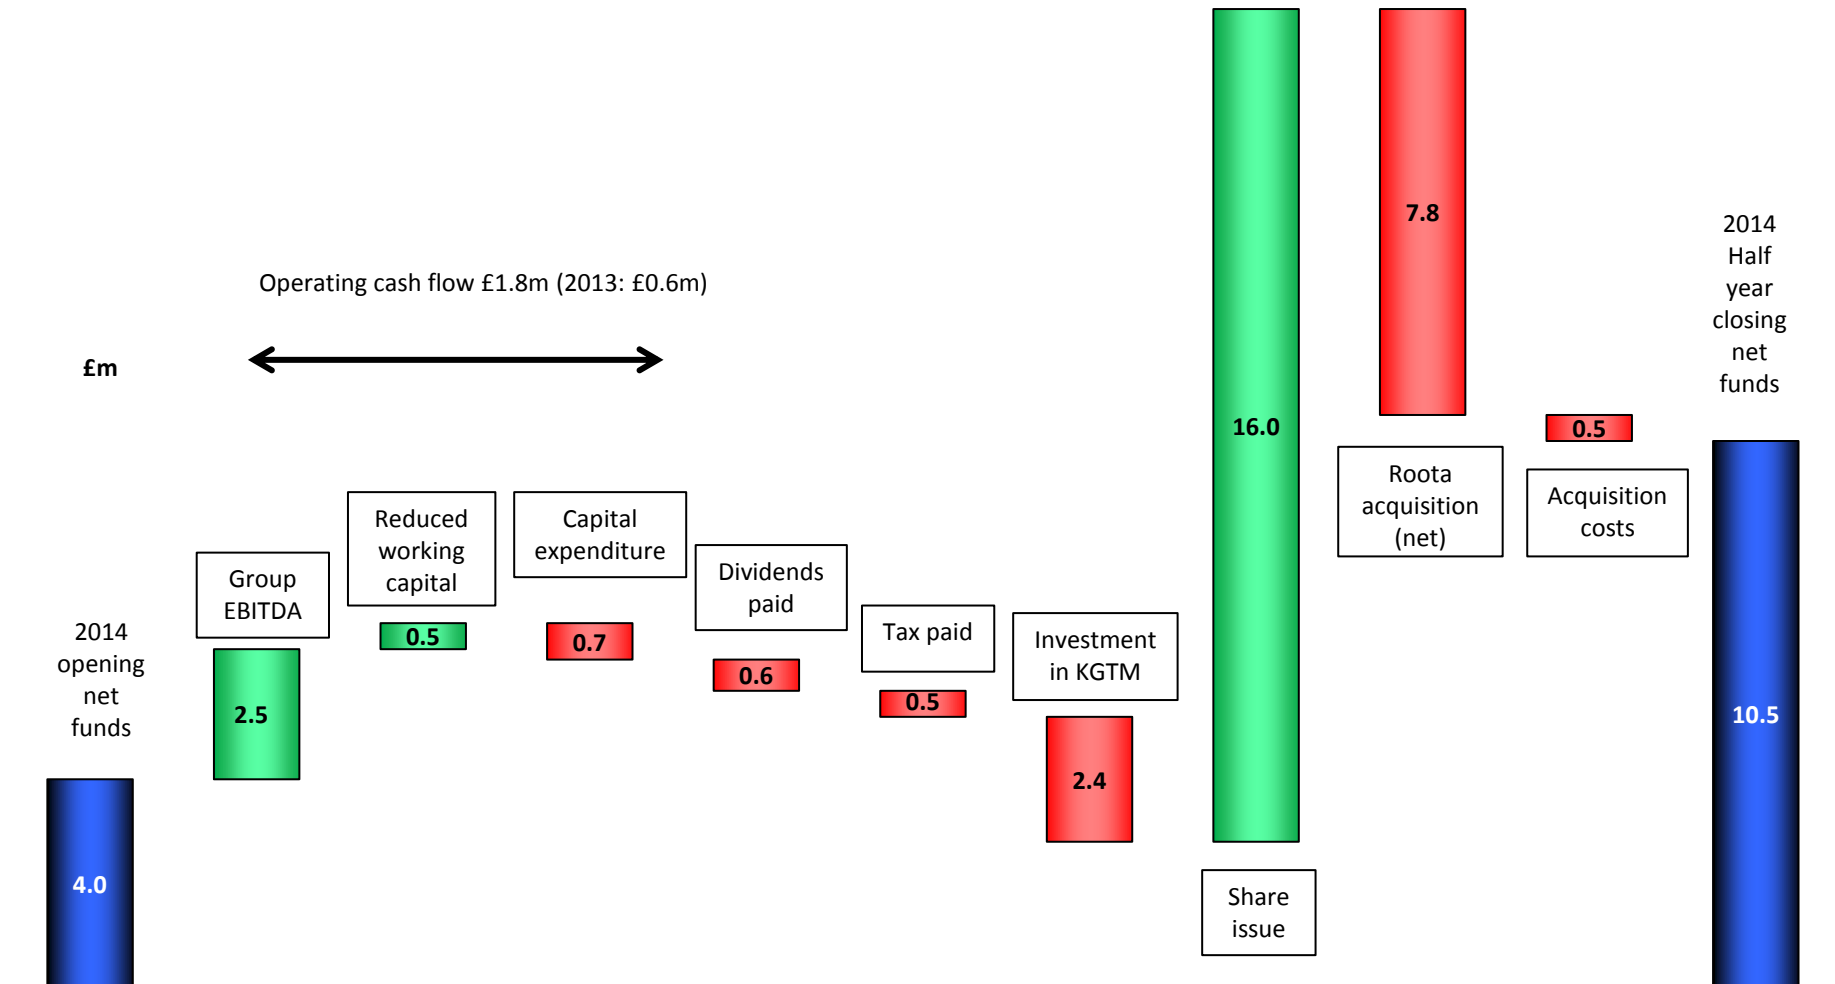 Operating cash flow £1.8m (2013: £0.6m)
£m
2014
opening
net
funds
4.0
Group
EBITDA
2.5
Reduced
working
capital
0.5
Capital
expenditure
0.7
Dividends
paid
0.6
Tax paid
0.5
Investment
in KGTM
2.4
16.0
Share
issue
7.8
Roota
acquisition
(net)
0.5
Acquisition
costs
2014
Half
year
closing
net
funds
10.5